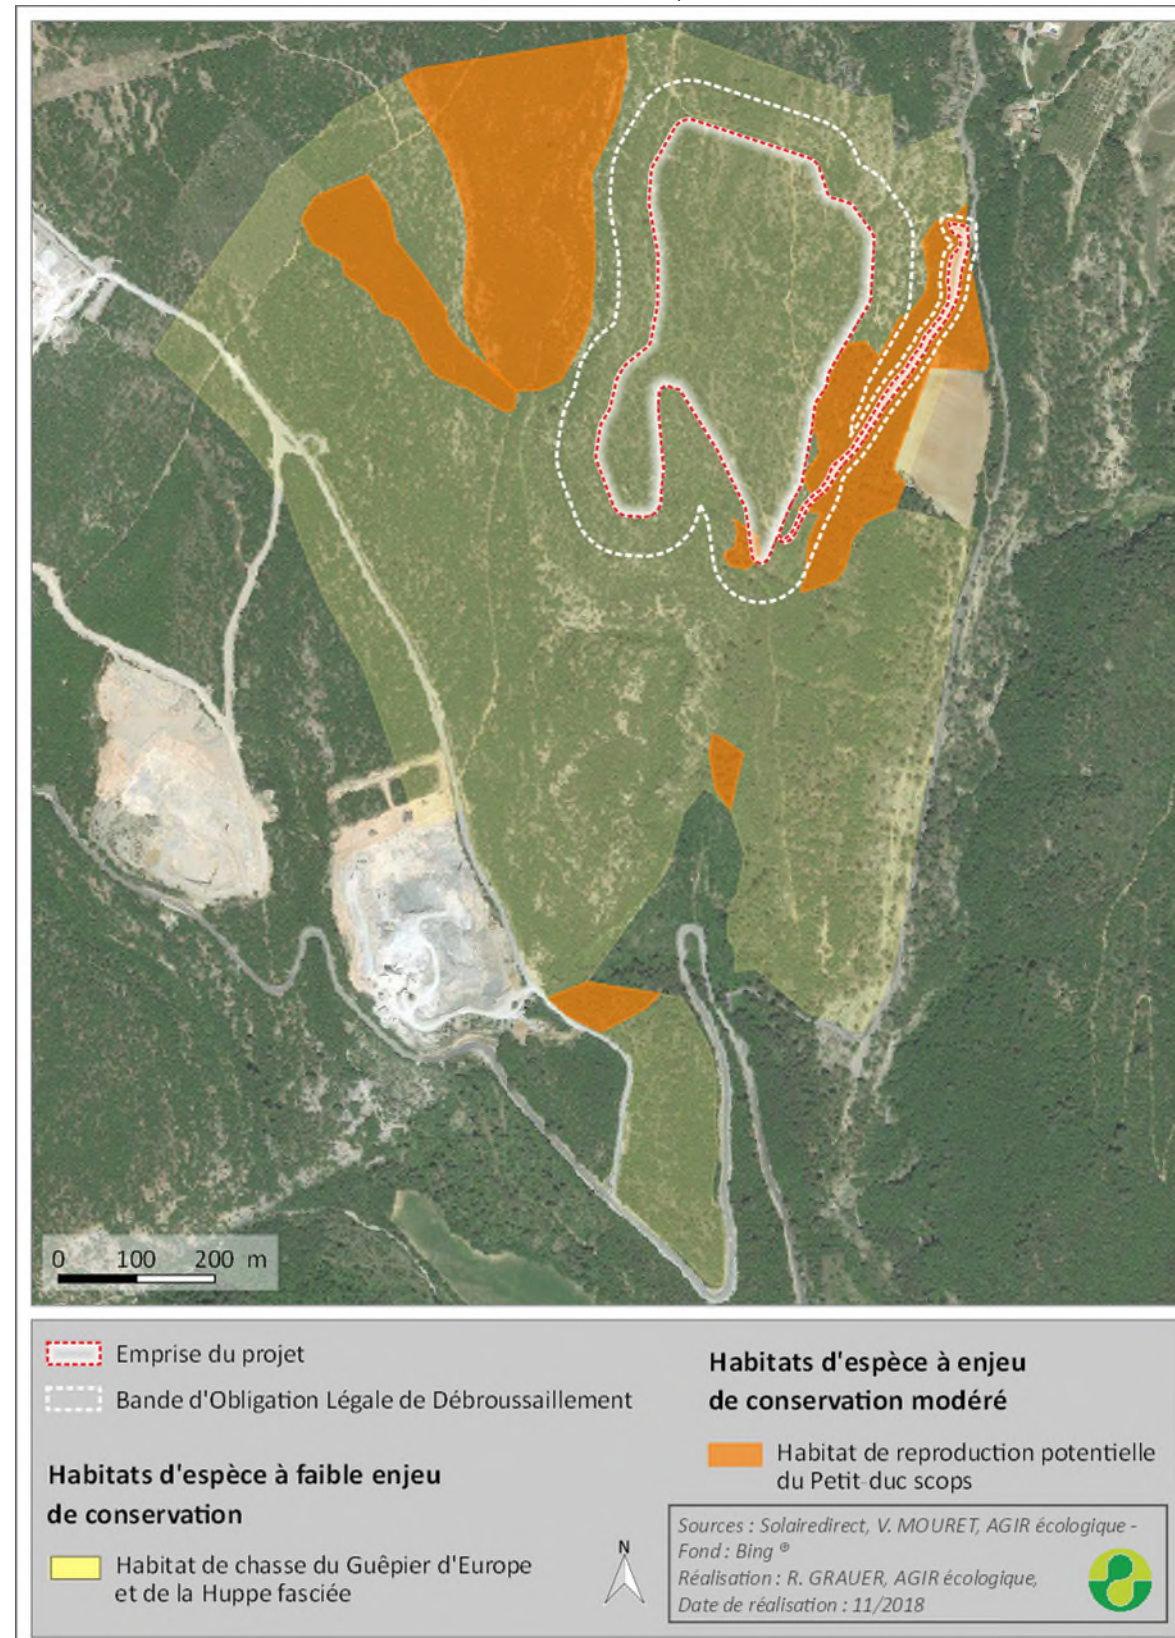 0 100 200 m
Emprise du projet
Bande d'Obligation Légale de Débroussaillement
Habitats d'espèce à faible enjeu
de conservation
Habitat de chasse du Guêpier d'Europe
et de la Huppe fasciée
Habitats d'espèce à enjeu
de conservation modéré
Habitat de reproduction potentielle
du Petit-duc scops
N
Sources : Solairedirect, V. MOURET, AGIR écologique -
Fond : Bing ®
Réalisation : R. GRAUER, AGIR écologique,
Date de réalisation : 11/2018